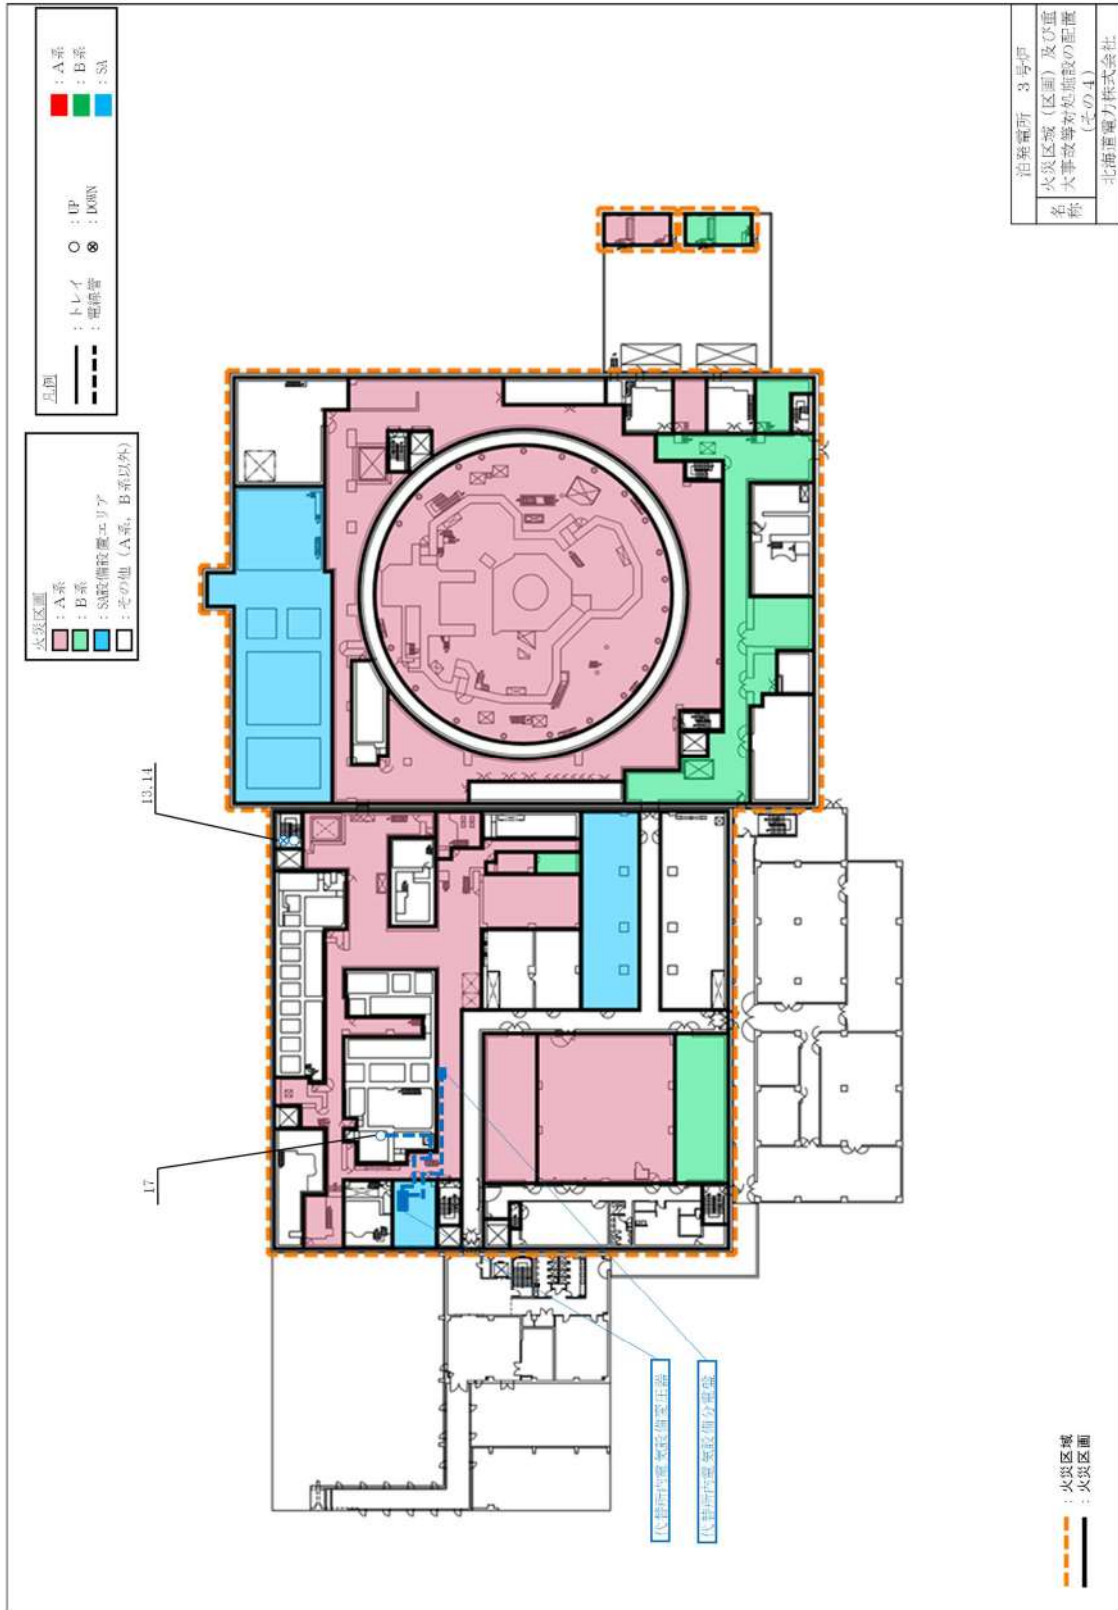 火災区画
：A系
：B系
：SA設備設置エリア
：その他（A系，B系以外）
凡例
：トレイ
：電線管
：UP
：DOWN
：A系
：B系
：SA
13,14
17
代替所内電気設備変圧器
代替所内電気設備分電盤
：火災区域
：火災区画
泊発電所　3号炉
名称
火災区域（区画）及び重
大事故等対処施設の配置
（その4）
北海道電力株式会社